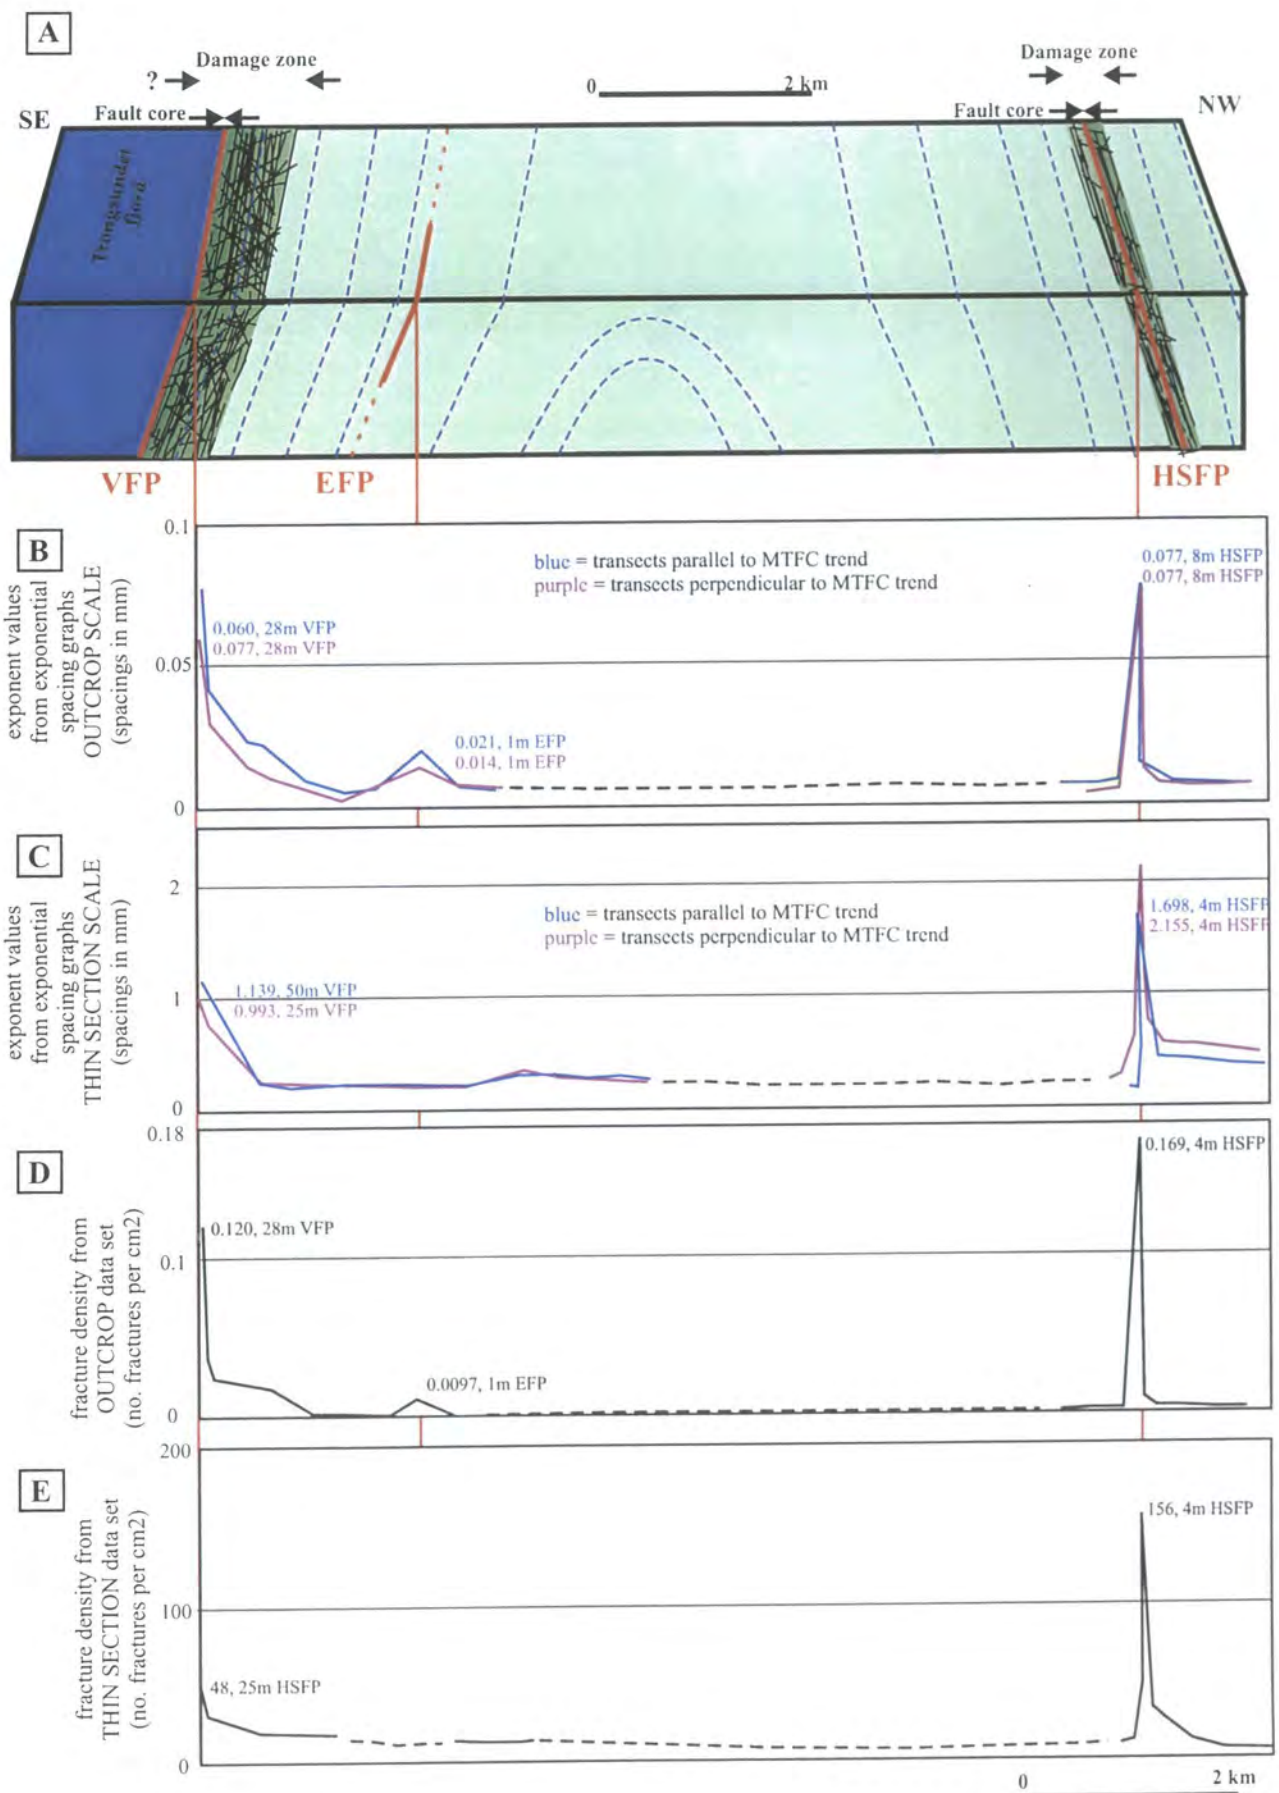 A
Damage zone
?
Fault core
SE
0 2 km
Damage zone
Fault core
NW
Trongsundet
fjord
VFP
EFP
HSFP
B
exponent values
from exponential
spacing graphs
OUTCROP SCALE
(spacings in mm)
0.1
0.05
0
blue = transects parallel to MTFC trend
purple = transects perpendicular to MTFC trend
0.060, 28m VFP
0.077, 28m VFP
0.021, 1m EFP
0.014, 1m EFP
0.077, 8m HSFP
0.077, 8m HSFP
C
exponent values
from exponential
spacing graphs
THIN SECTION SCALE
(spacings in mm)
2
1
0
blue = transects parallel to MTFC trend
purple = transects perpendicular to MTFC trend
1.139, 50m VFP
0.993, 25m VFP
1.698, 4m HSFP
2.155, 4m HSFP
D
fracture density from
OUTCROP data set
(no. fractures per cm2)
0.18
0.1
0
0.120, 28m VFP
0.0097, 1m EFP
0.169, 4m HSFP
E
fracture density from
THIN SECTION data set
(no. fractures per cm2)
200
100
0
48, 25m HSFP
156, 4m HSFP
0 2 km